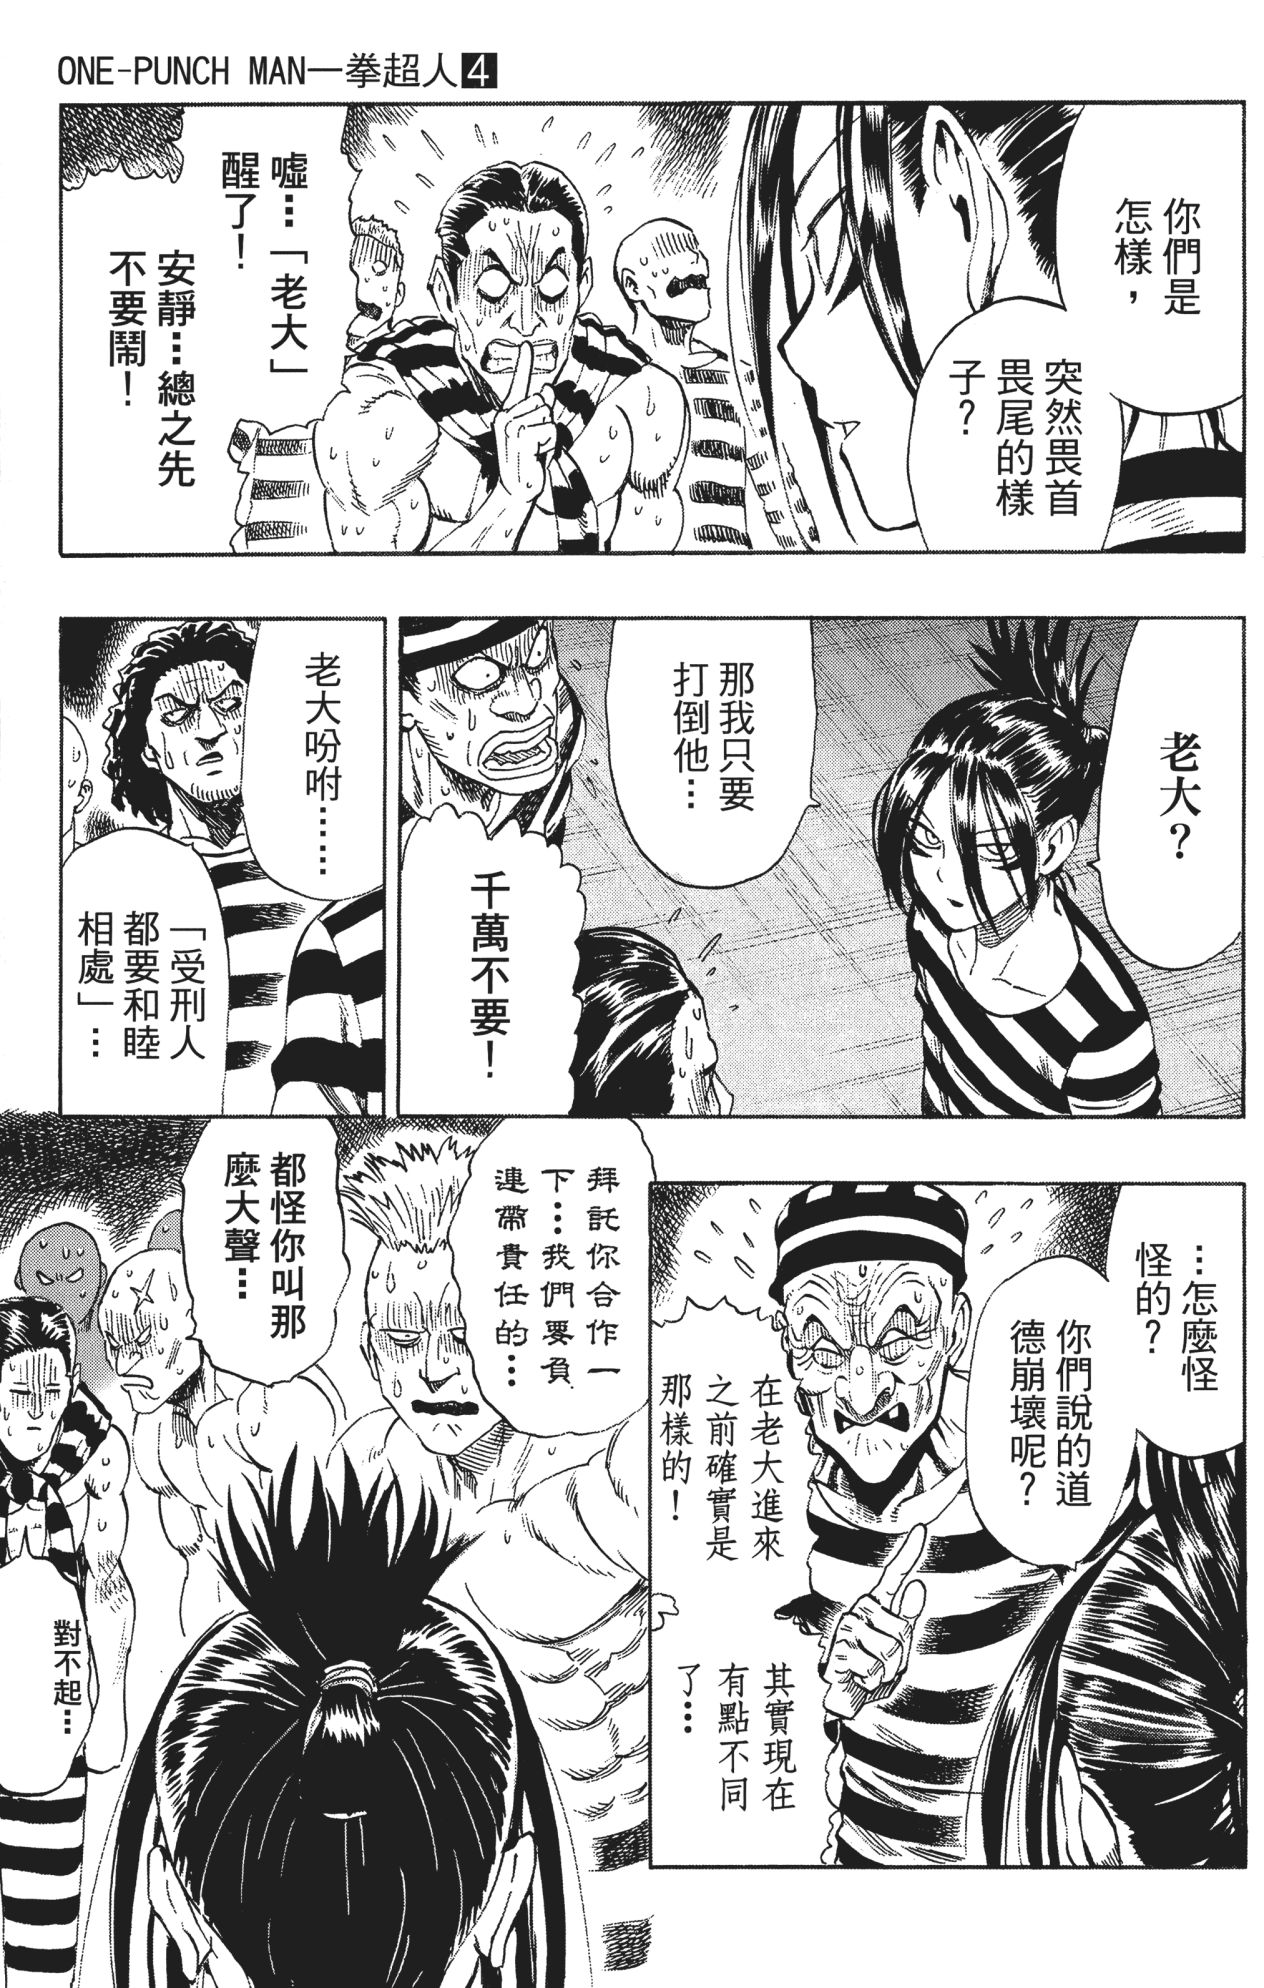 ONE-PUNCH MAN一拳超人4
你們是
怎樣，
突然畏首
畏尾的樣
子？
噓…「老大」
醒了！
安靜…總之先
不要鬧！
老大？
那我只要
打倒他…
千萬不要！
老大吩咐……
「受刑人
都要和睦
相處」…
…怎麼怪
怪的？
你們說的道
德崩壞呢？
在老大進來
之前確實是
那樣的！
其實現在
有點不同
了…
拜託你合作一
下…我們要負
連帶責任的…
都怪你叫那
麼大聲…
對不起…